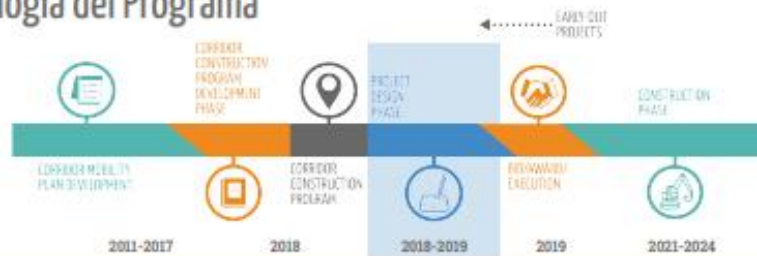 ología del Programa
EARLY-OUT
PROJECTS
CORRIDOR
CONSTRUCTION
PROGRAM
DEVELOPMENT
PHASE
PROJECT
DESIGN
PHASE
CONSTRUCTION
PHASE
CORRIDOR MOBILITY
PLAN DEVELOPMENT
CORRIDOR
CONSTRUCTION
PROGRAM
BID/AWARD/
EXECUTION
2011-2017
2018
2018-2019
2019
2021-2024